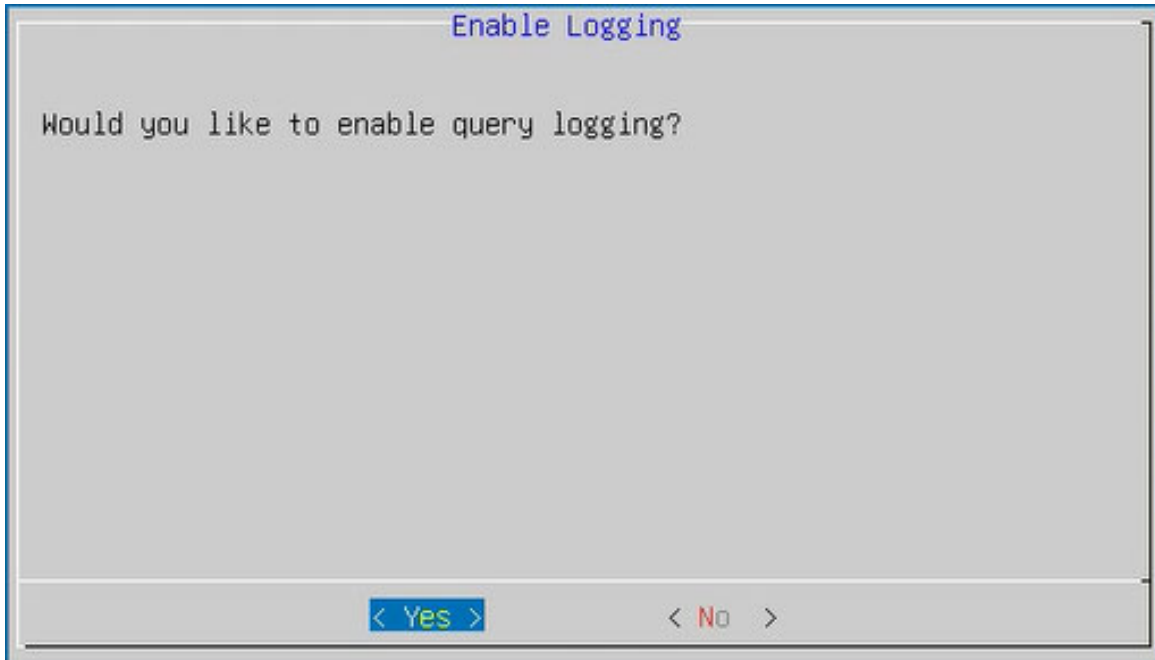 Enable Logging
Would you like to enable query logging?
< Yes > < No >